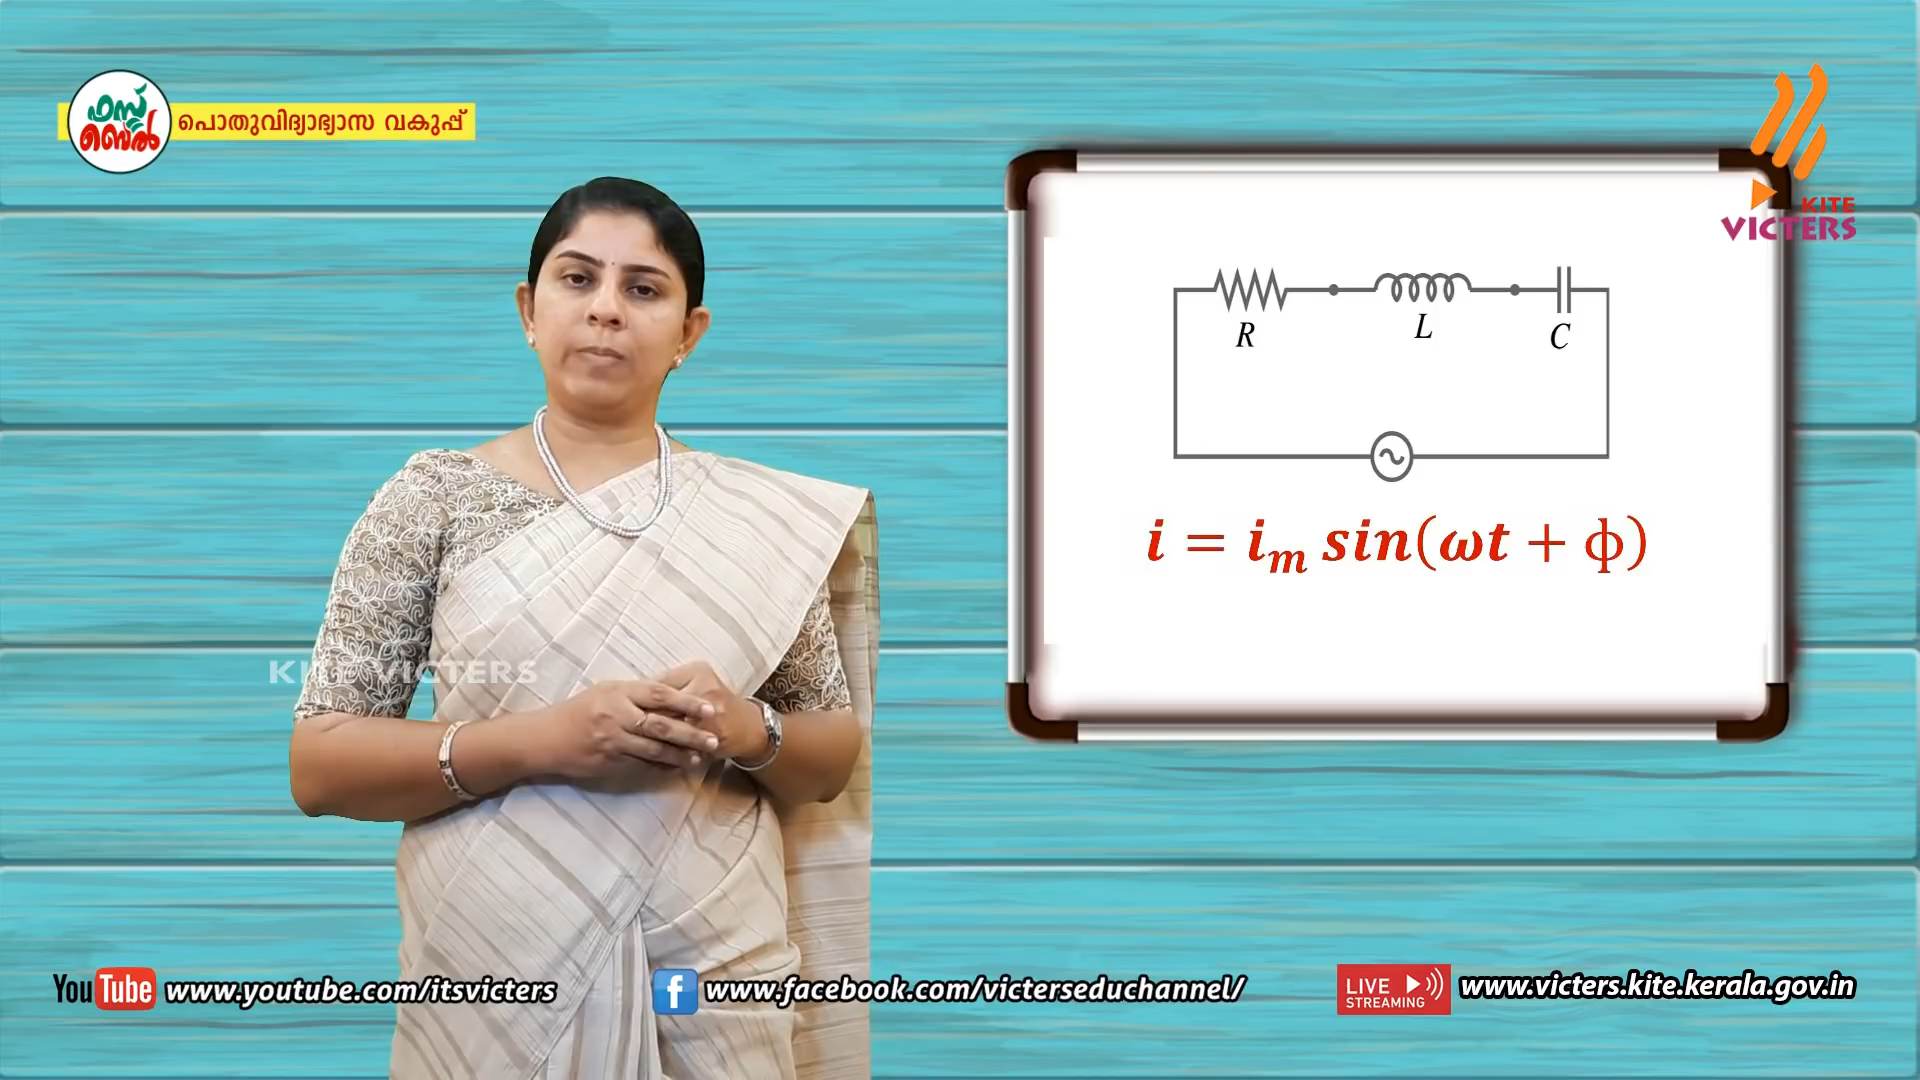 ഫസ്റ്റ്
ബെൽ
പൊതുവിദ്യാഭ്യാസ വകുപ്പ്
KITE
VICTERS
R
L
C
i = iₘ sin(ωt + ϕ)
KITE VICTERS
YouTube www.youtube.com/itsvicters
f www.facebook.com/victerseduchannel/
LIVE
STREAMING
www.victers.kite.kerala.gov.in